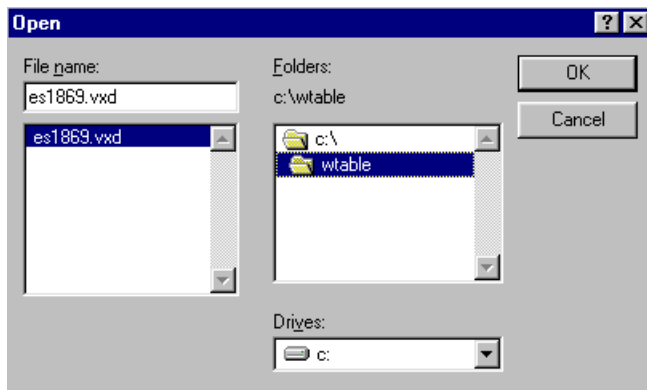 Open
File name:
es1869.vxd
es1869.vxd
Folders:
c:\wtable
c:\
wtable
Drives:
c:
OK
Cancel